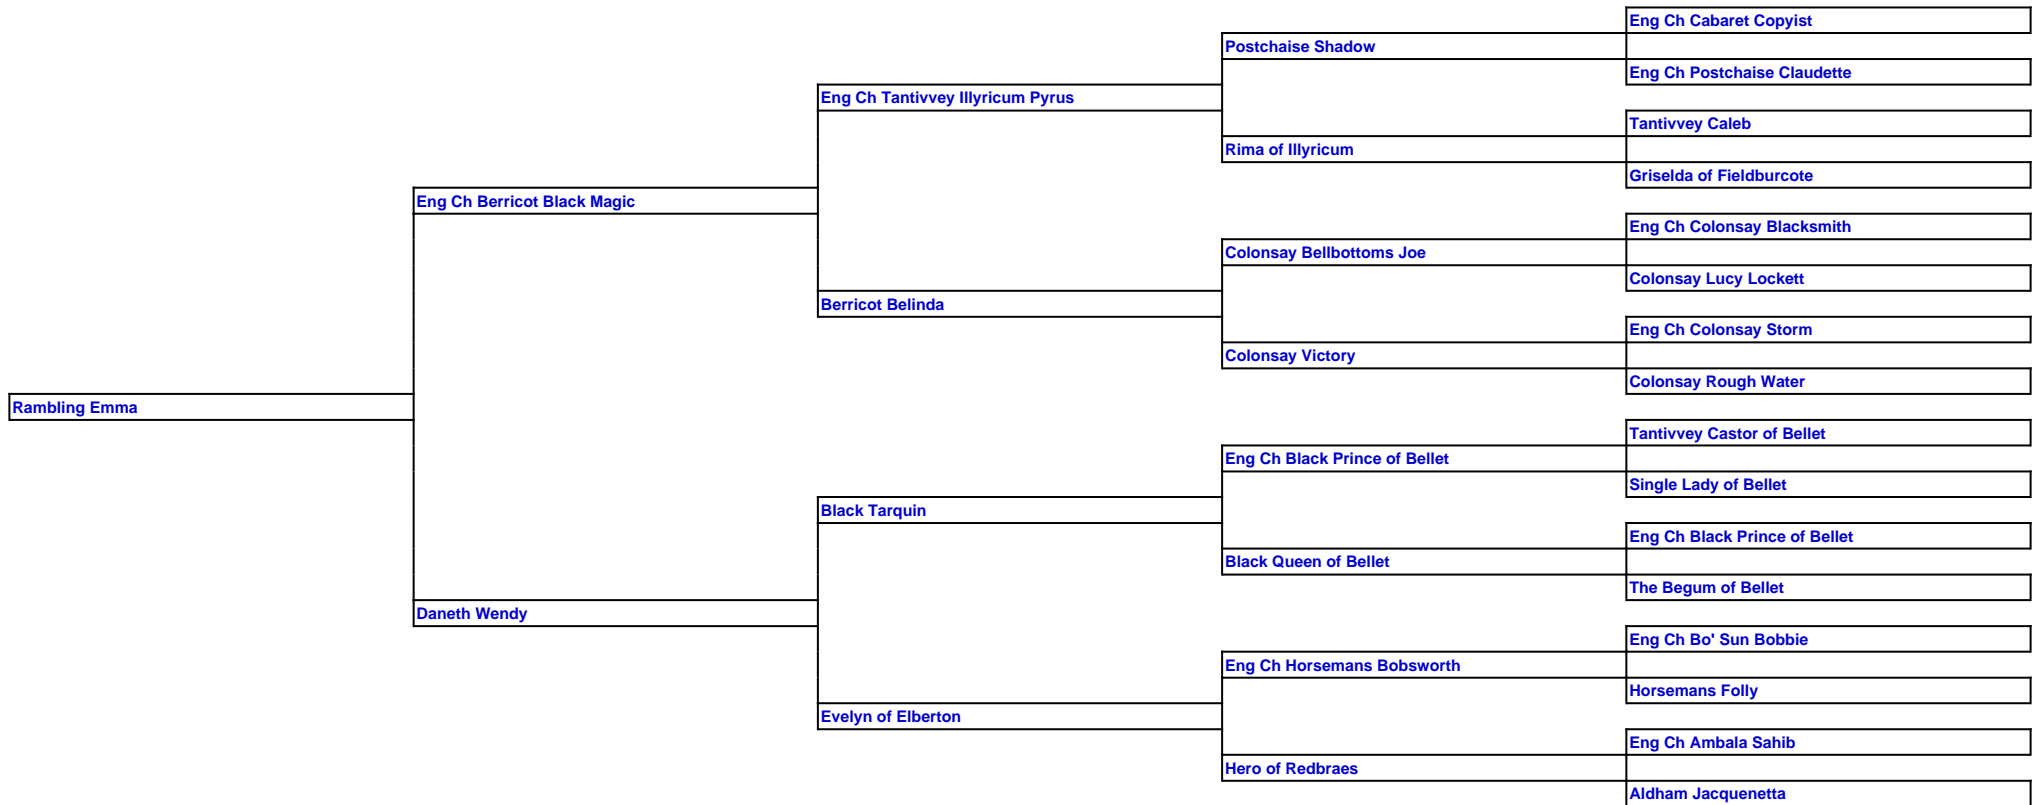 Eng Ch Cabaret Copyist
Postchaise Shadow
Eng Ch Postchaise Claudette
Eng Ch Tantivvey Illyricum Pyrus
Tantivvey Caleb
Rima of Illyricum
Griselda of Fieldburcote
Eng Ch Berricot Black Magic
Eng Ch Colonsay Blacksmith
Colonsay Bellbottoms Joe
Colonsay Lucy Lockett
Berricot Belinda
Eng Ch Colonsay Storm
Colonsay Victory
Colonsay Rough Water
Rambling Emma
Tantivvey Castor of Bellet
Eng Ch Black Prince of Bellet
Single Lady of Bellet
Black Tarquin
Eng Ch Black Prince of Bellet
Black Queen of Bellet
The Begum of Bellet
Daneth Wendy
Eng Ch Bo' Sun Bobbie
Eng Ch Horsemans Bobsworth
Horsemans Folly
Evelyn of Elberton
Eng Ch Ambala Sahib
Hero of Redbraes
Aldham Jacquenetta